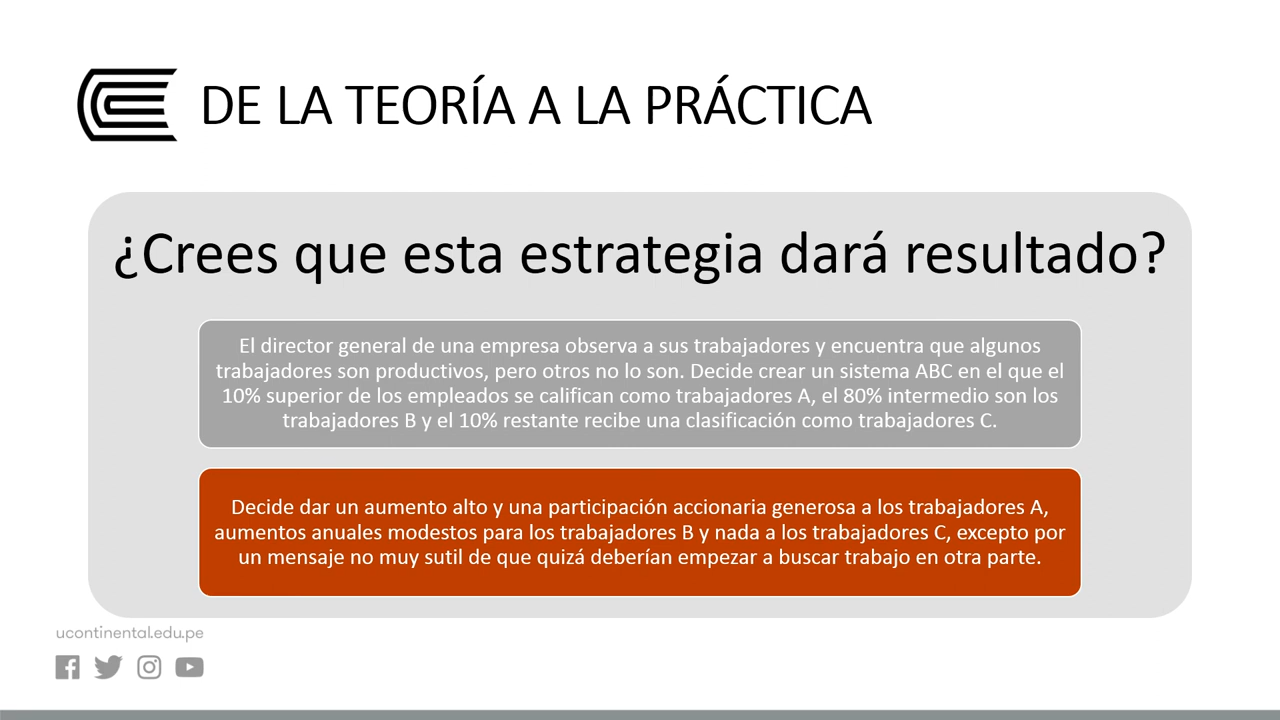 DE LA TEORÍA A LA PRÁCTICA
¿Crees que esta estrategia dará resultado?
El director general de una empresa observa a sus trabajadores y encuentra que algunos
trabajadores son productivos, pero otros no lo son. Decide crear un sistema ABC en el que el
10% superior de los empleados se califican como trabajadores A, el 80% intermedio son los
trabajadores B y el 10% restante recibe una clasificación como trabajadores C.
Decide dar un aumento alto y una participación accionaria generosa a los trabajadores A,
aumentos anuales modestos para los trabajadores B y nada a los trabajadores C, excepto por
un mensaje no muy sutil de que quizá deberían empezar a buscar trabajo en otra parte.
ucontinental.edu.pe